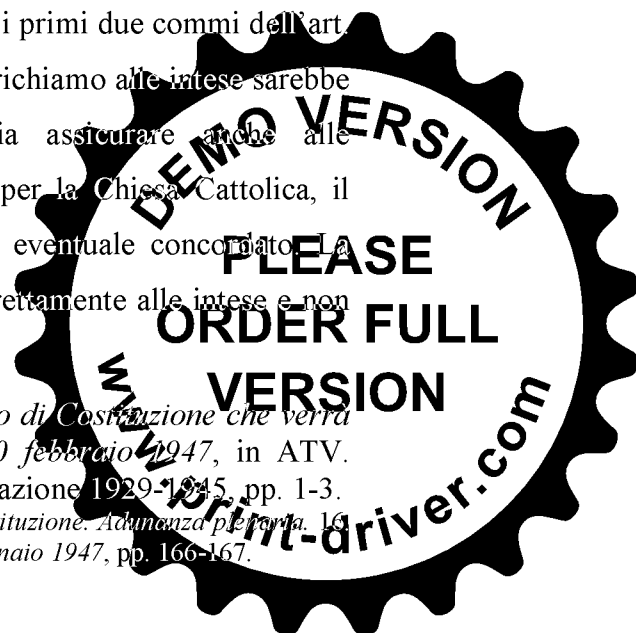 i primi due commi dell'art.
richiamo alle intese sarebbe
ia assicurare anche alle
per la Chiesa Cattolica, il
eventuale concordato. La
rettamente alle intese e non
o di Costituzione che verrà
0 febbraio 1947, in ATV.
azione 1929-1945, pp. 1-3.
tituzione. Adunanza plenaria. 16
naio 1947, pp. 166-167.
DEMO VERSION
PLEASE
ORDER FULL
VERSION
www.print-driver.com